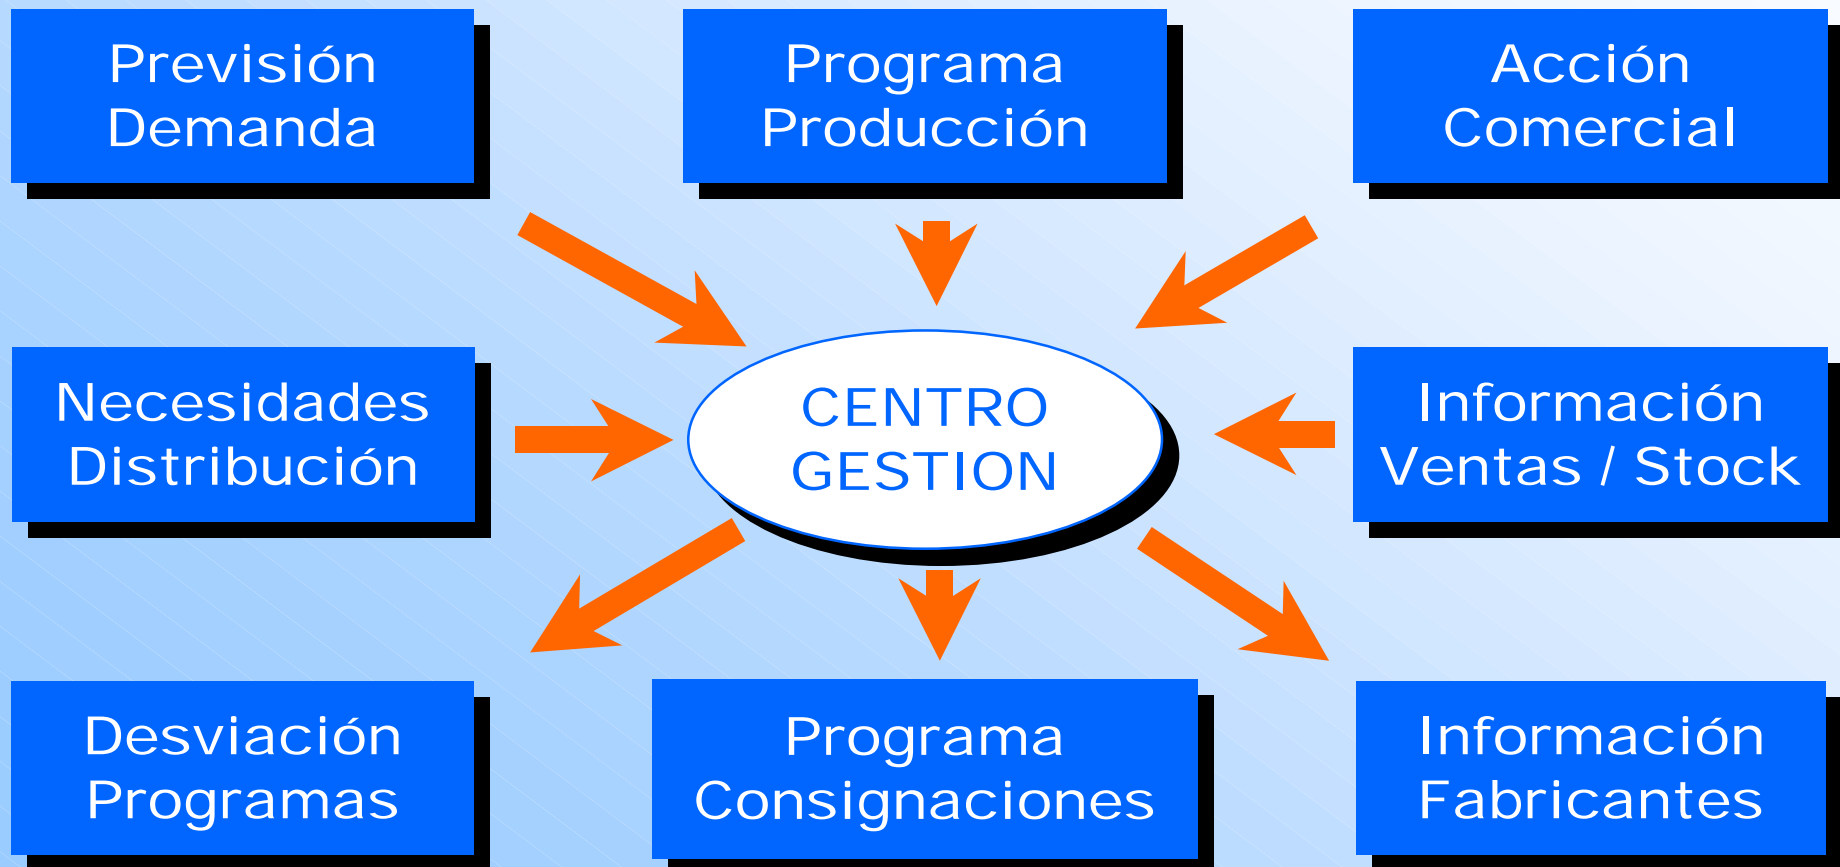 Previsión
Demanda
Programa
Producción
Acción
Comercial
Necesidades
Distribución
CENTRO
GESTION
Información
Ventas / Stock
Desviación
Programas
Programa
Consignaciones
Información
Fabricantes